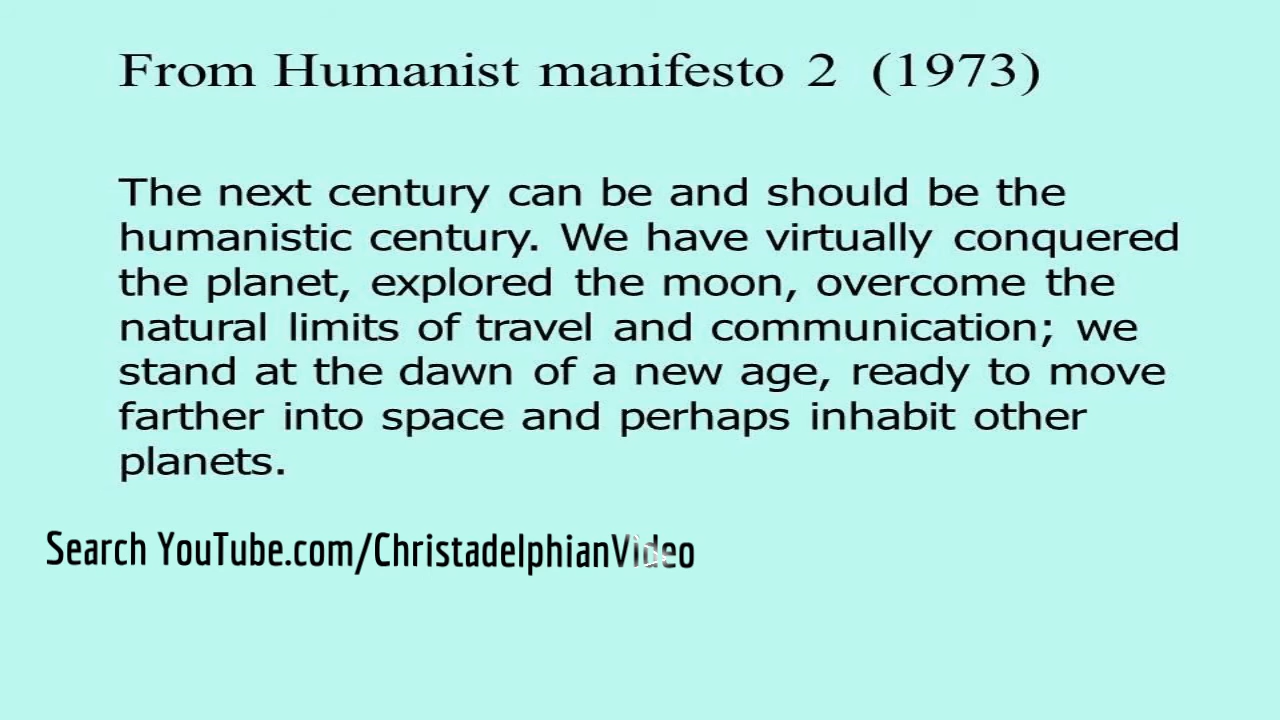 From Humanist manifesto 2 (1973)
The next century can be and should be the
humanistic century. We have virtually conquered
the planet, explored the moon, overcome the
natural limits of travel and communication; we
stand at the dawn of a new age, ready to move
farther into space and perhaps inhabit other
planets.
Search YouTube.com/ChristadelphianVideo